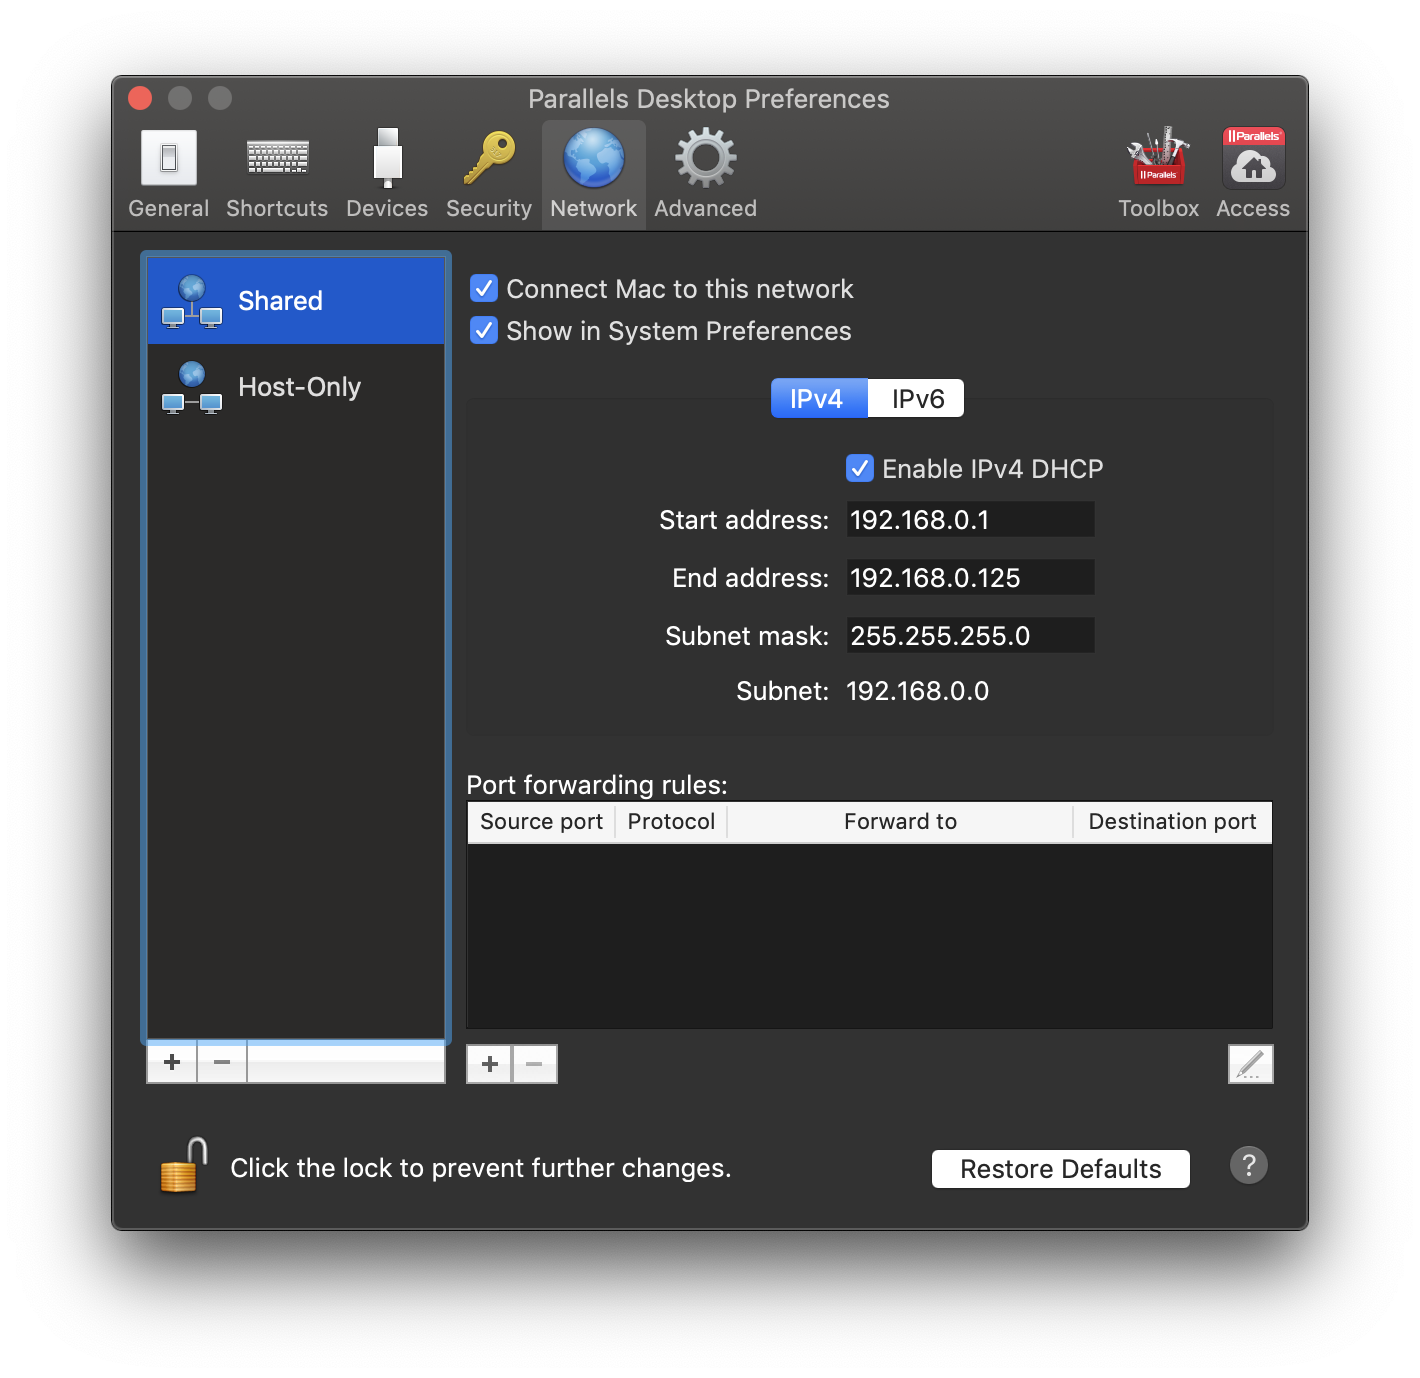 Parallels Desktop Preferences
General Shortcuts Devices Security Network Advanced Toolbox Access
Parallels
Parallels
Shared
Host-Only
Connect Mac to this network
Show in System Preferences
IPv4 IPv6
Enable IPv4 DHCP
Start address: 192.168.0.1
End address: 192.168.0.125
Subnet mask: 255.255.255.0
Subnet: 192.168.0.0
Port forwarding rules:
Source port Protocol Forward to Destination port
+ −
+ −
Click the lock to prevent further changes.
Restore Defaults ?